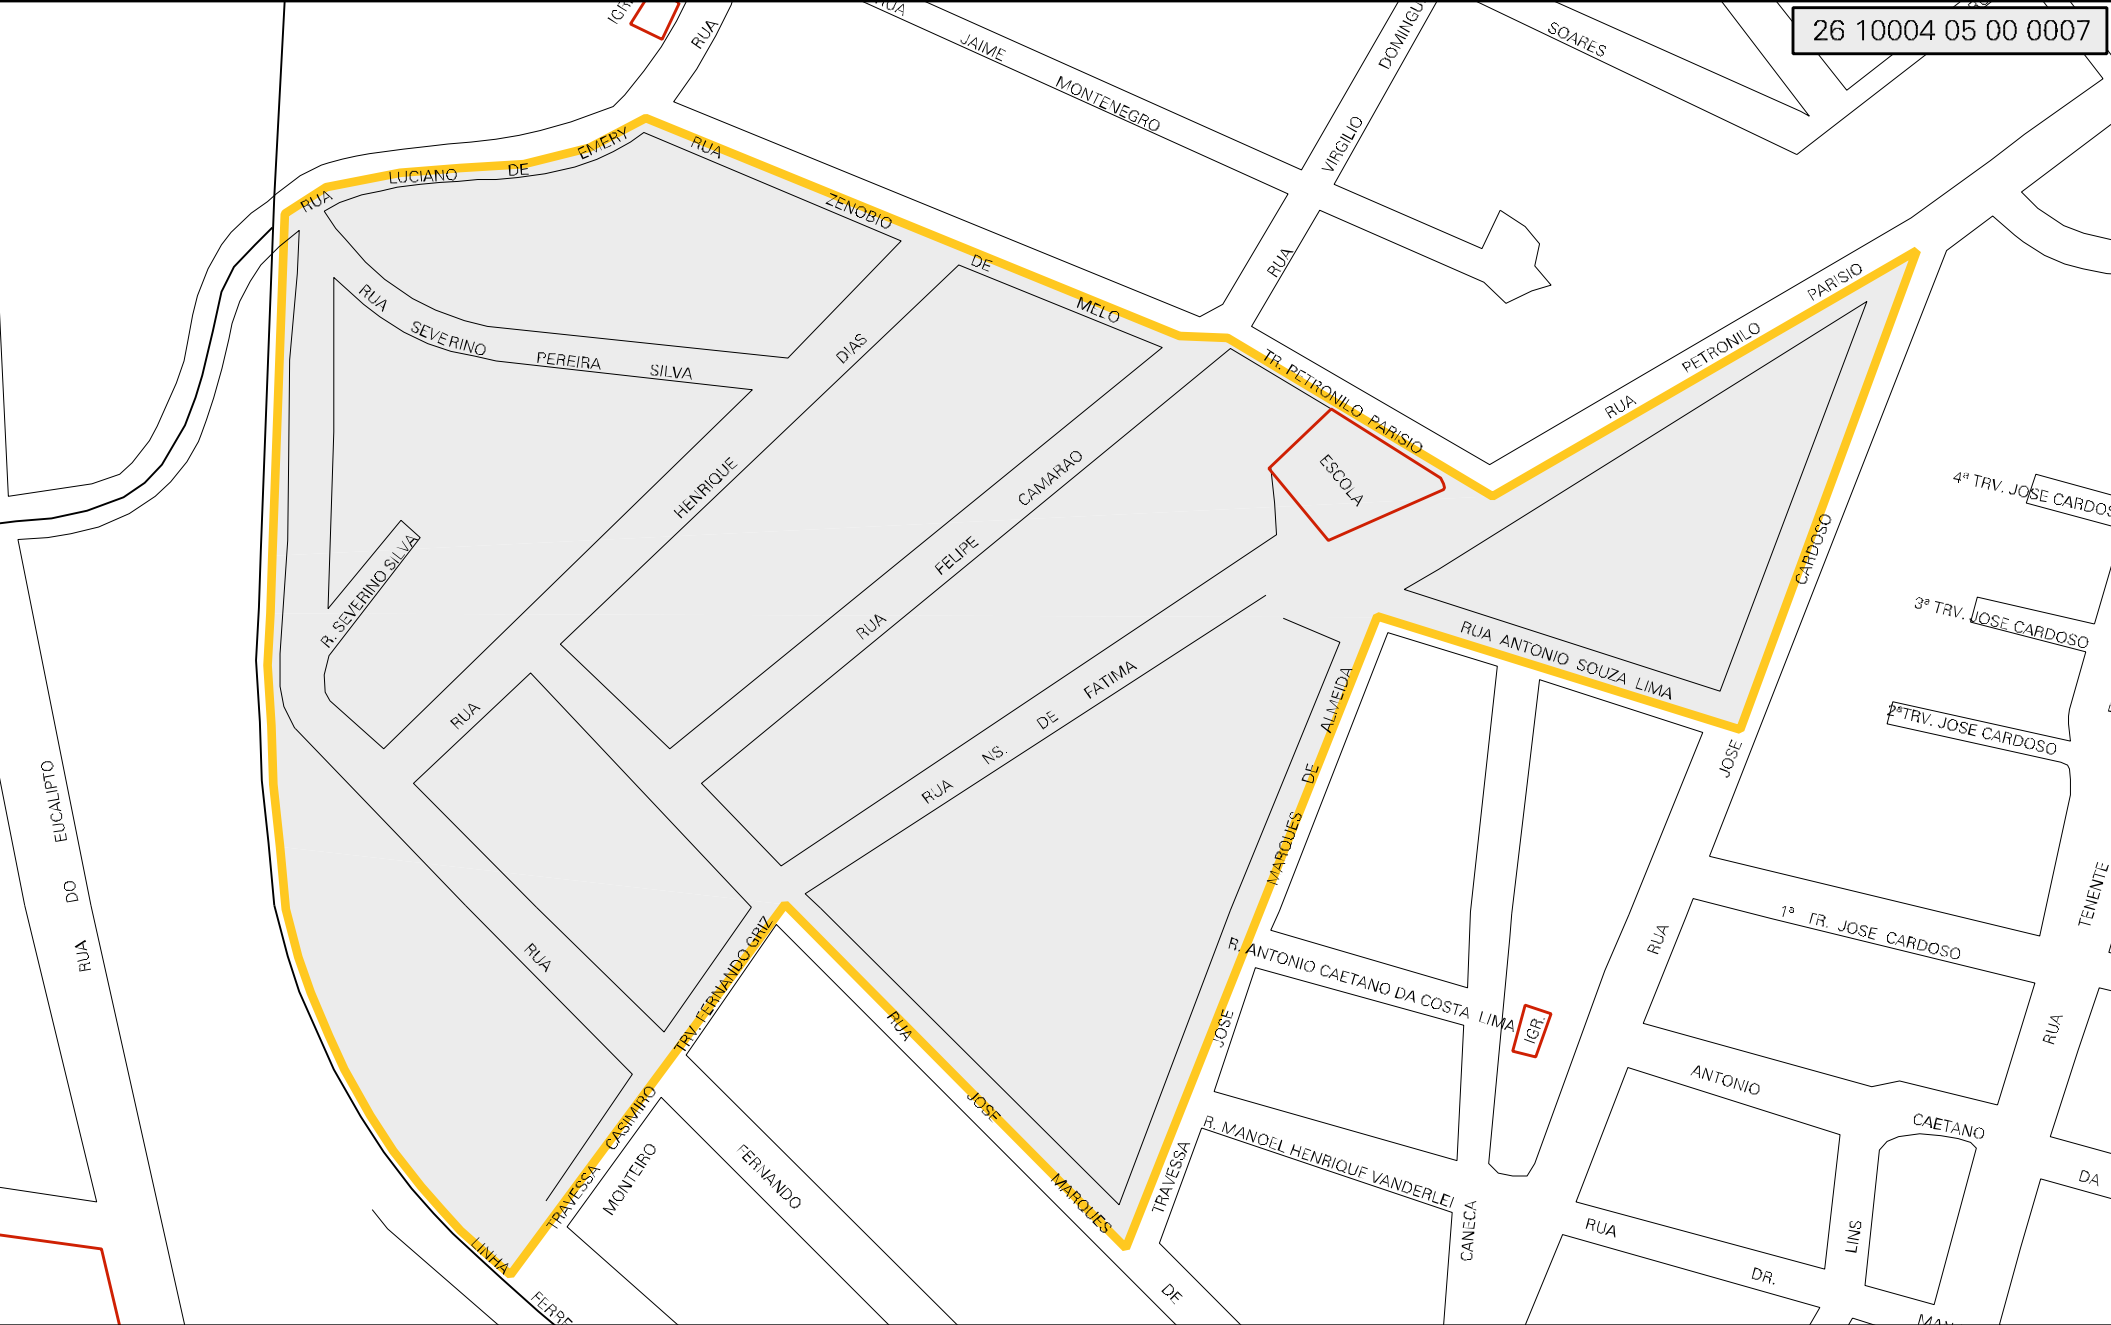 26 10004 05 00 0007
RUA
RUA
JAIME
MONTENEGRO
DOMINGU
VIRGILIO
RUA
SOARES
RUA
LUCIANO
DE
EMERY
RUA
ZENOBIO
DE
MELO
TR. PETRONILO PARISIO
RUA
PETRONILO
PARISIO
RUA
SEVERINO
PEREIRA
SILVA
DIAS
HENRIQUE
RUA
R. SEVERINO SILVA
CAMARAO
FELIPE
RUA
ESCOLA
FATIMA
DE
NS.
RUA
CARDOSO
JOSE
RUA
RUA ANTONIO SOUZA LIMA
4ª TRV. JOSE CARDOS
3ª TRV. JOSE CARDOSO
2ªTRV. JOSE CARDOSO
1ª TR. JOSE CARDOSO
ALMEIDA
DE
MARQUES
JOSE
TRAVESSA
EUCALIPTO
DO
RUA
RUA
TRV. FERNANDO GRIZ
RUA
JOSE
MARQUES
DE
R. ANTONIO CAETANO DA COSTA LIMA
IGR.
R. MANOEL HENRIQUE VANDERLEI
TENENTE
RUA
ANTONIO
CAETANO
DA
CASIMIRO
TRAVESSA
MONTEIRO
FERNANDO
CANECA
RUA
DR.
LINS
LINHA
FERRE